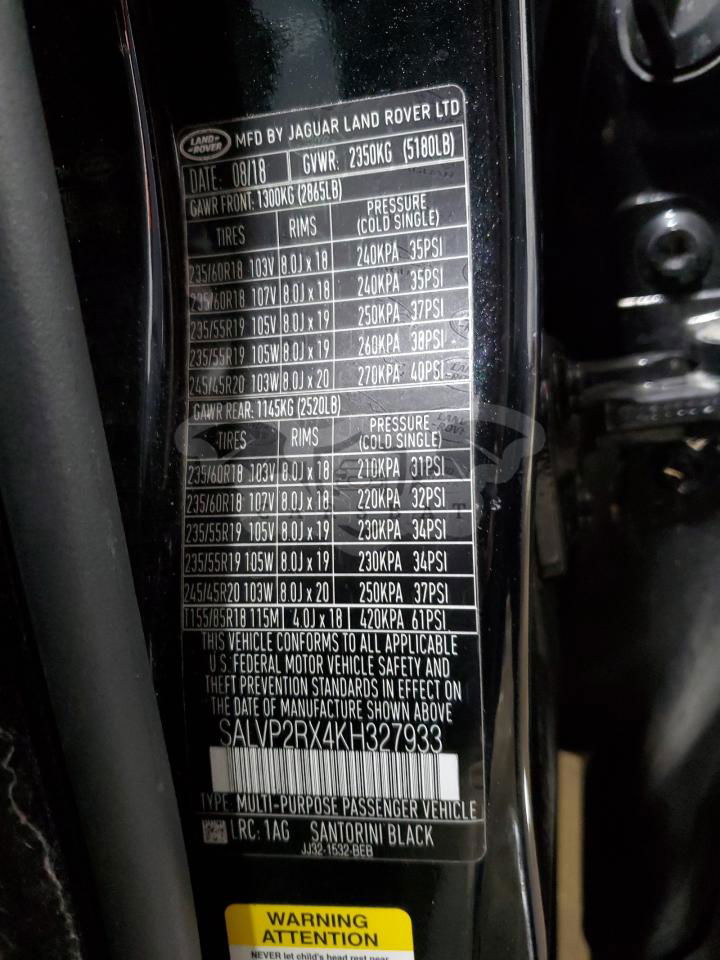 LAND ROVER MFD BY JAGUAR LAND ROVER LTD
DATE: 08/18 GVWR: 2350KG (5180LB)
GAWR FRONT: 1300KG (2865LB)
TIRES RIMS PRESSURE (COLD SINGLE)
235/60R18 103V 8.0J x 18 240KPA 35PSI
235/60R18 107V 8.0J x 18 240KPA 35PSI
235/55R19 105V 8.0J x 19 250KPA 37PSI
235/55R19 105W 8.0J x 19 260KPA 38PSI
245/45R20 103W 8.0J x 20 270KPA 40PSI
GAWR REAR: 1145KG (2520LB)
TIRES RIMS PRESSURE (COLD SINGLE)
235/60R18 103V 8.0J x 18 210KPA 31PSI
235/60R18 107V 8.0J x 18 220KPA 32PSI
235/55R19 105V 8.0J x 19 230KPA 34PSI
235/55R19 105W 8.0J x 19 230KPA 34PSI
245/45R20 103W 8.0J x 20 250KPA 37PSI
T155/85R18 115M 4.0J x 18 420KPA 61PSI
THIS VEHICLE CONFORMS TO ALL APPLICABLE
U.S. FEDERAL MOTOR VEHICLE SAFETY AND
THEFT PREVENTION STANDARDS IN EFFECT ON
THE DATE OF MANUFACTURE SHOWN ABOVE
SALVP2RX4KH327933
TYPE: MULTI-PURPOSE PASSENGER VEHICLE
LRC: 1AG SANTORINI BLACK
JJ32-1532-BEB
WARNING
ATTENTION
NEVER let child's head rest near